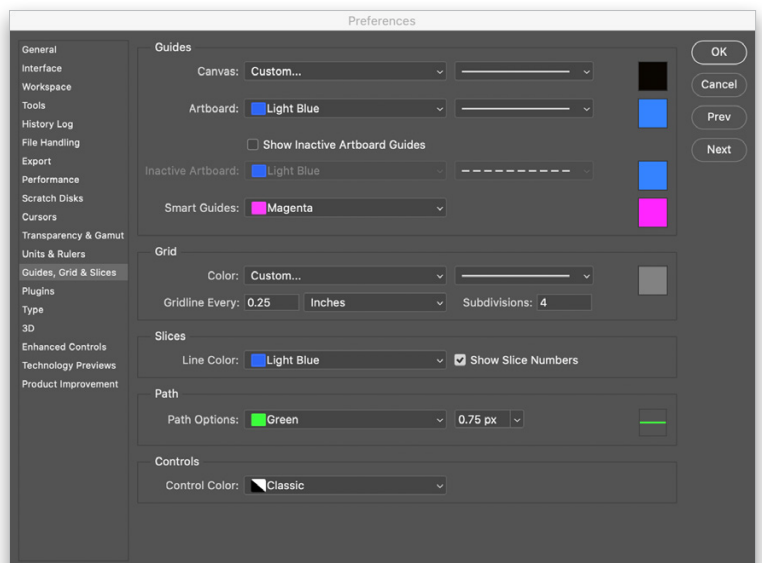 Preferences
General
Interface
Workspace
Tools
History Log
File Handling
Export
Performance
Scratch Disks
Cursors
Transparency & Gamut
Units & Rulers
Guides, Grid & Slices
Plugins
Type
3D
Enhanced Controls
Technology Previews
Product Improvement
Guides
Canvas: Custom...
Artboard: Light Blue
Show Inactive Artboard Guides
Inactive Artboard: Light Blue
Smart Guides: Magenta
Grid
Color: Custom...
Gridline Every: 0.25 Inches Subdivisions: 4
Slices
Line Color: Light Blue Show Slice Numbers
Path
Path Options: Green 0.75 px
Controls
Control Color: Classic
OK
Cancel
Prev
Next